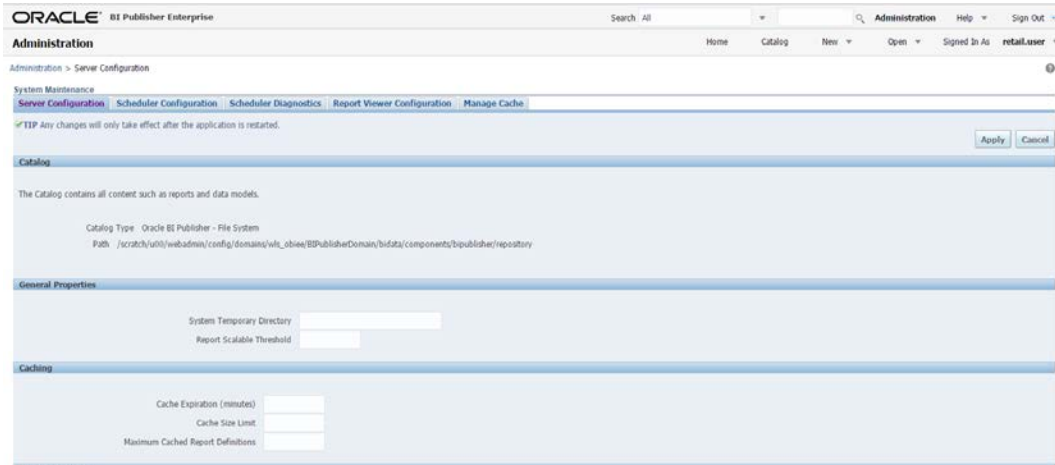 ORACLE BI Publisher Enterprise Search All Administration Help Sign Out
Administration Home Catalog New Open Signed In As retail.user
Administration > Server Configuration
System Maintenance
Server Configuration Scheduler Configuration Scheduler Diagnostics Report Viewer Configuration Manage Cache
TIP Any changes will only take effect after the application is restarted.
Apply Cancel
Catalog
The Catalog contains all content such as reports and data models.
Catalog Type Oracle BI Publisher - File System
Path /scratch/u00/webadmin/config/domains/wls_obiee/BIPublisherDomain/bidata/components/bipublisher/repository
General Properties
System Temporary Directory
Report Scalable Threshold
Caching
Cache Expiration (minutes)
Cache Size Limit
Maximum Cached Report Definitions